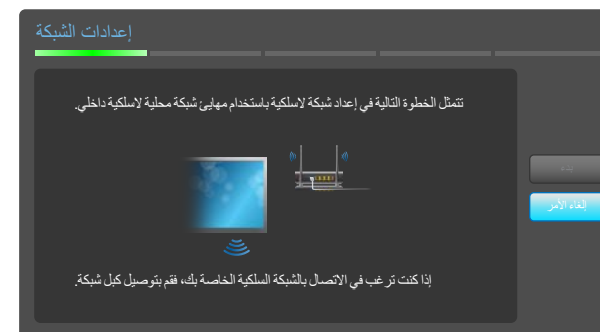 إعدادات الشبكة
تتمثل الخطوة التالية في إعداد شبكة لاسلكية باستخدام مهايئ شبكة محلية لاسلكية داخلي.
إلغاء الأمر
إذا كنت ترغب في الاتصال بالشبكة السلكية الخاصة بك، فقم بتوصيل كبل شبكة.